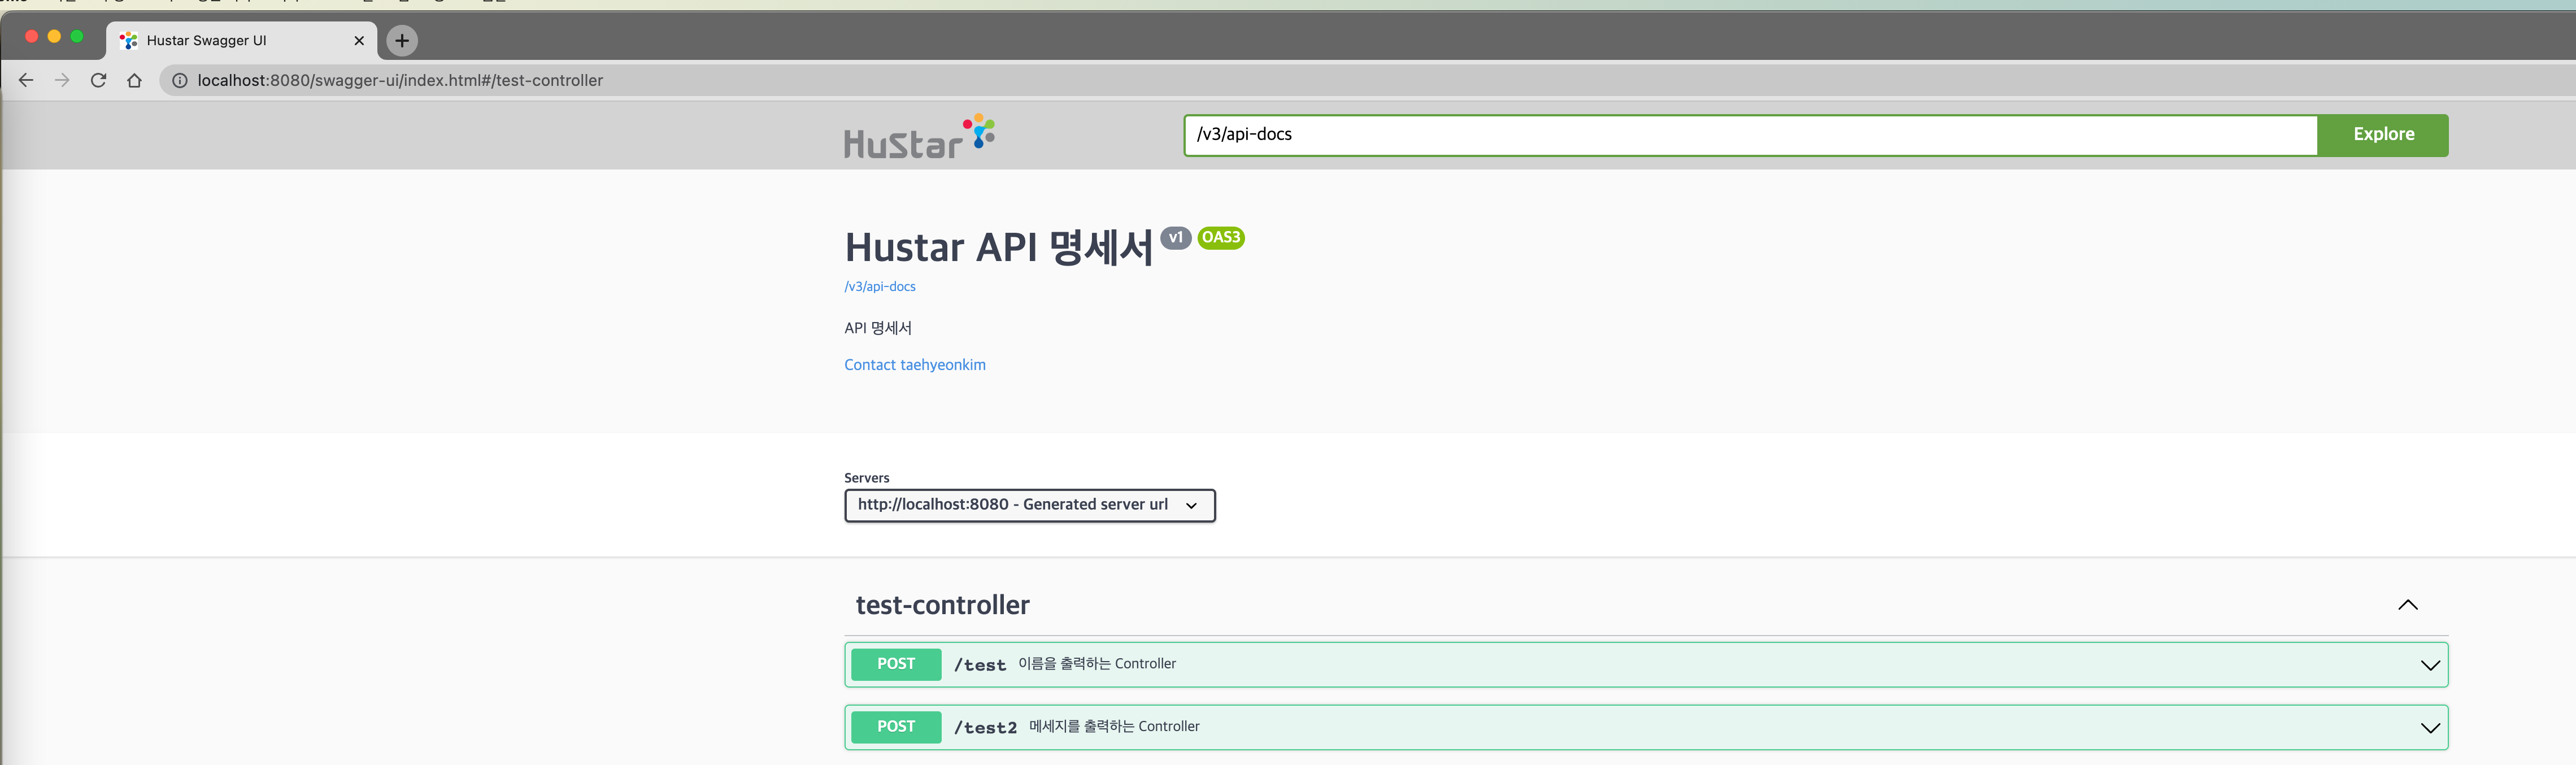 Hustar Swagger UI
localhost:8080/swagger-ui/index.html#/test-controller
HuStar
/v3/api-docs
Explore
Hustar API 명세서 v1 OAS3
/v3/api-docs
API 명세서
Contact taehyeonkim
Servers
http://localhost:8080 - Generated server url
test-controller
POST /test 이름을 출력하는 Controller
POST /test2 메세지를 출력하는 Controller